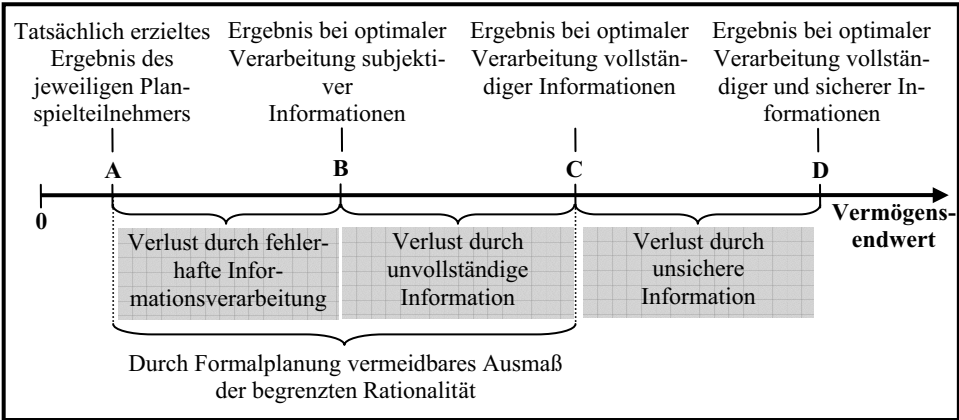 Tatsächlich erzieltes
Ergebnis des
jeweiligen Plan-
spielteilnehmers
Ergebnis bei optimaler
Verarbeitung subjekti-
ver
Informationen
Ergebnis bei optimaler
Verarbeitung vollstän-
diger Informationen
Ergebnis bei optimaler
Verarbeitung vollstän-
diger und sicherer In-
formationen
A
B
C
D
0
Vermögens-
endwert
Verlust durch fehler-
hafte Infor-
mationsverarbeitung
Verlust durch
unvollständige
Information
Verlust durch
unsichere
Information
Durch Formalplanung vermeidbares Ausmaß
der begrenzten Rationalität